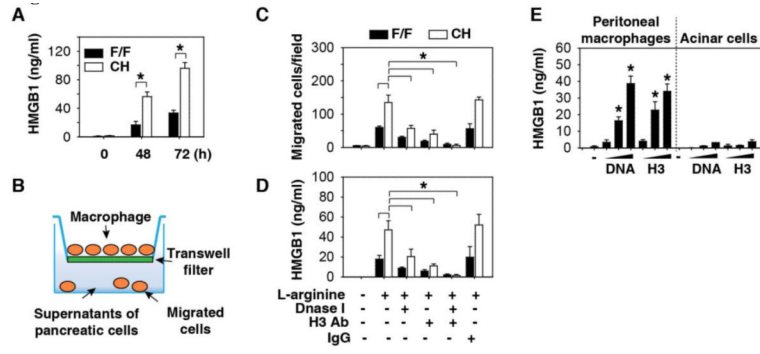 A
HMGB1 (ng/ml)
120
80
40
0
F/F
CH
*
*
0 48 72 (h)
B
Macrophage
Transwell
filter
Supernatants of
pancreatic cells
Migrated
cells
C
F/F CH
Migrated cells/field
300
200
100
50
0
*
D
HMGB1 (ng/ml)
100
80
60
40
20
0
*
L-arginine - + + + + +
Dnase I - - + - + -
H3 Ab - - - + + -
IgG - - - - - +
E
Peritoneal
macrophages
Acinar cells
HMGB1 (ng/ml)
60
50
40
30
20
10
0
* * * *
- DNA H3 - DNA H3